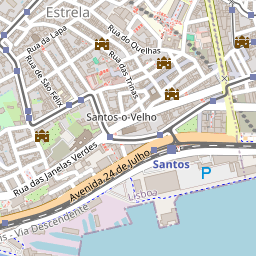 Estrela
Rua da Lapa
Rua do Ouvelhas
Rua das Trinas
Rua de São Félix
Santos-o-Velho
Rua das Janelas Verdes
Avenida 24 de Julho
Santos
P
Lisboa
Via Descendente